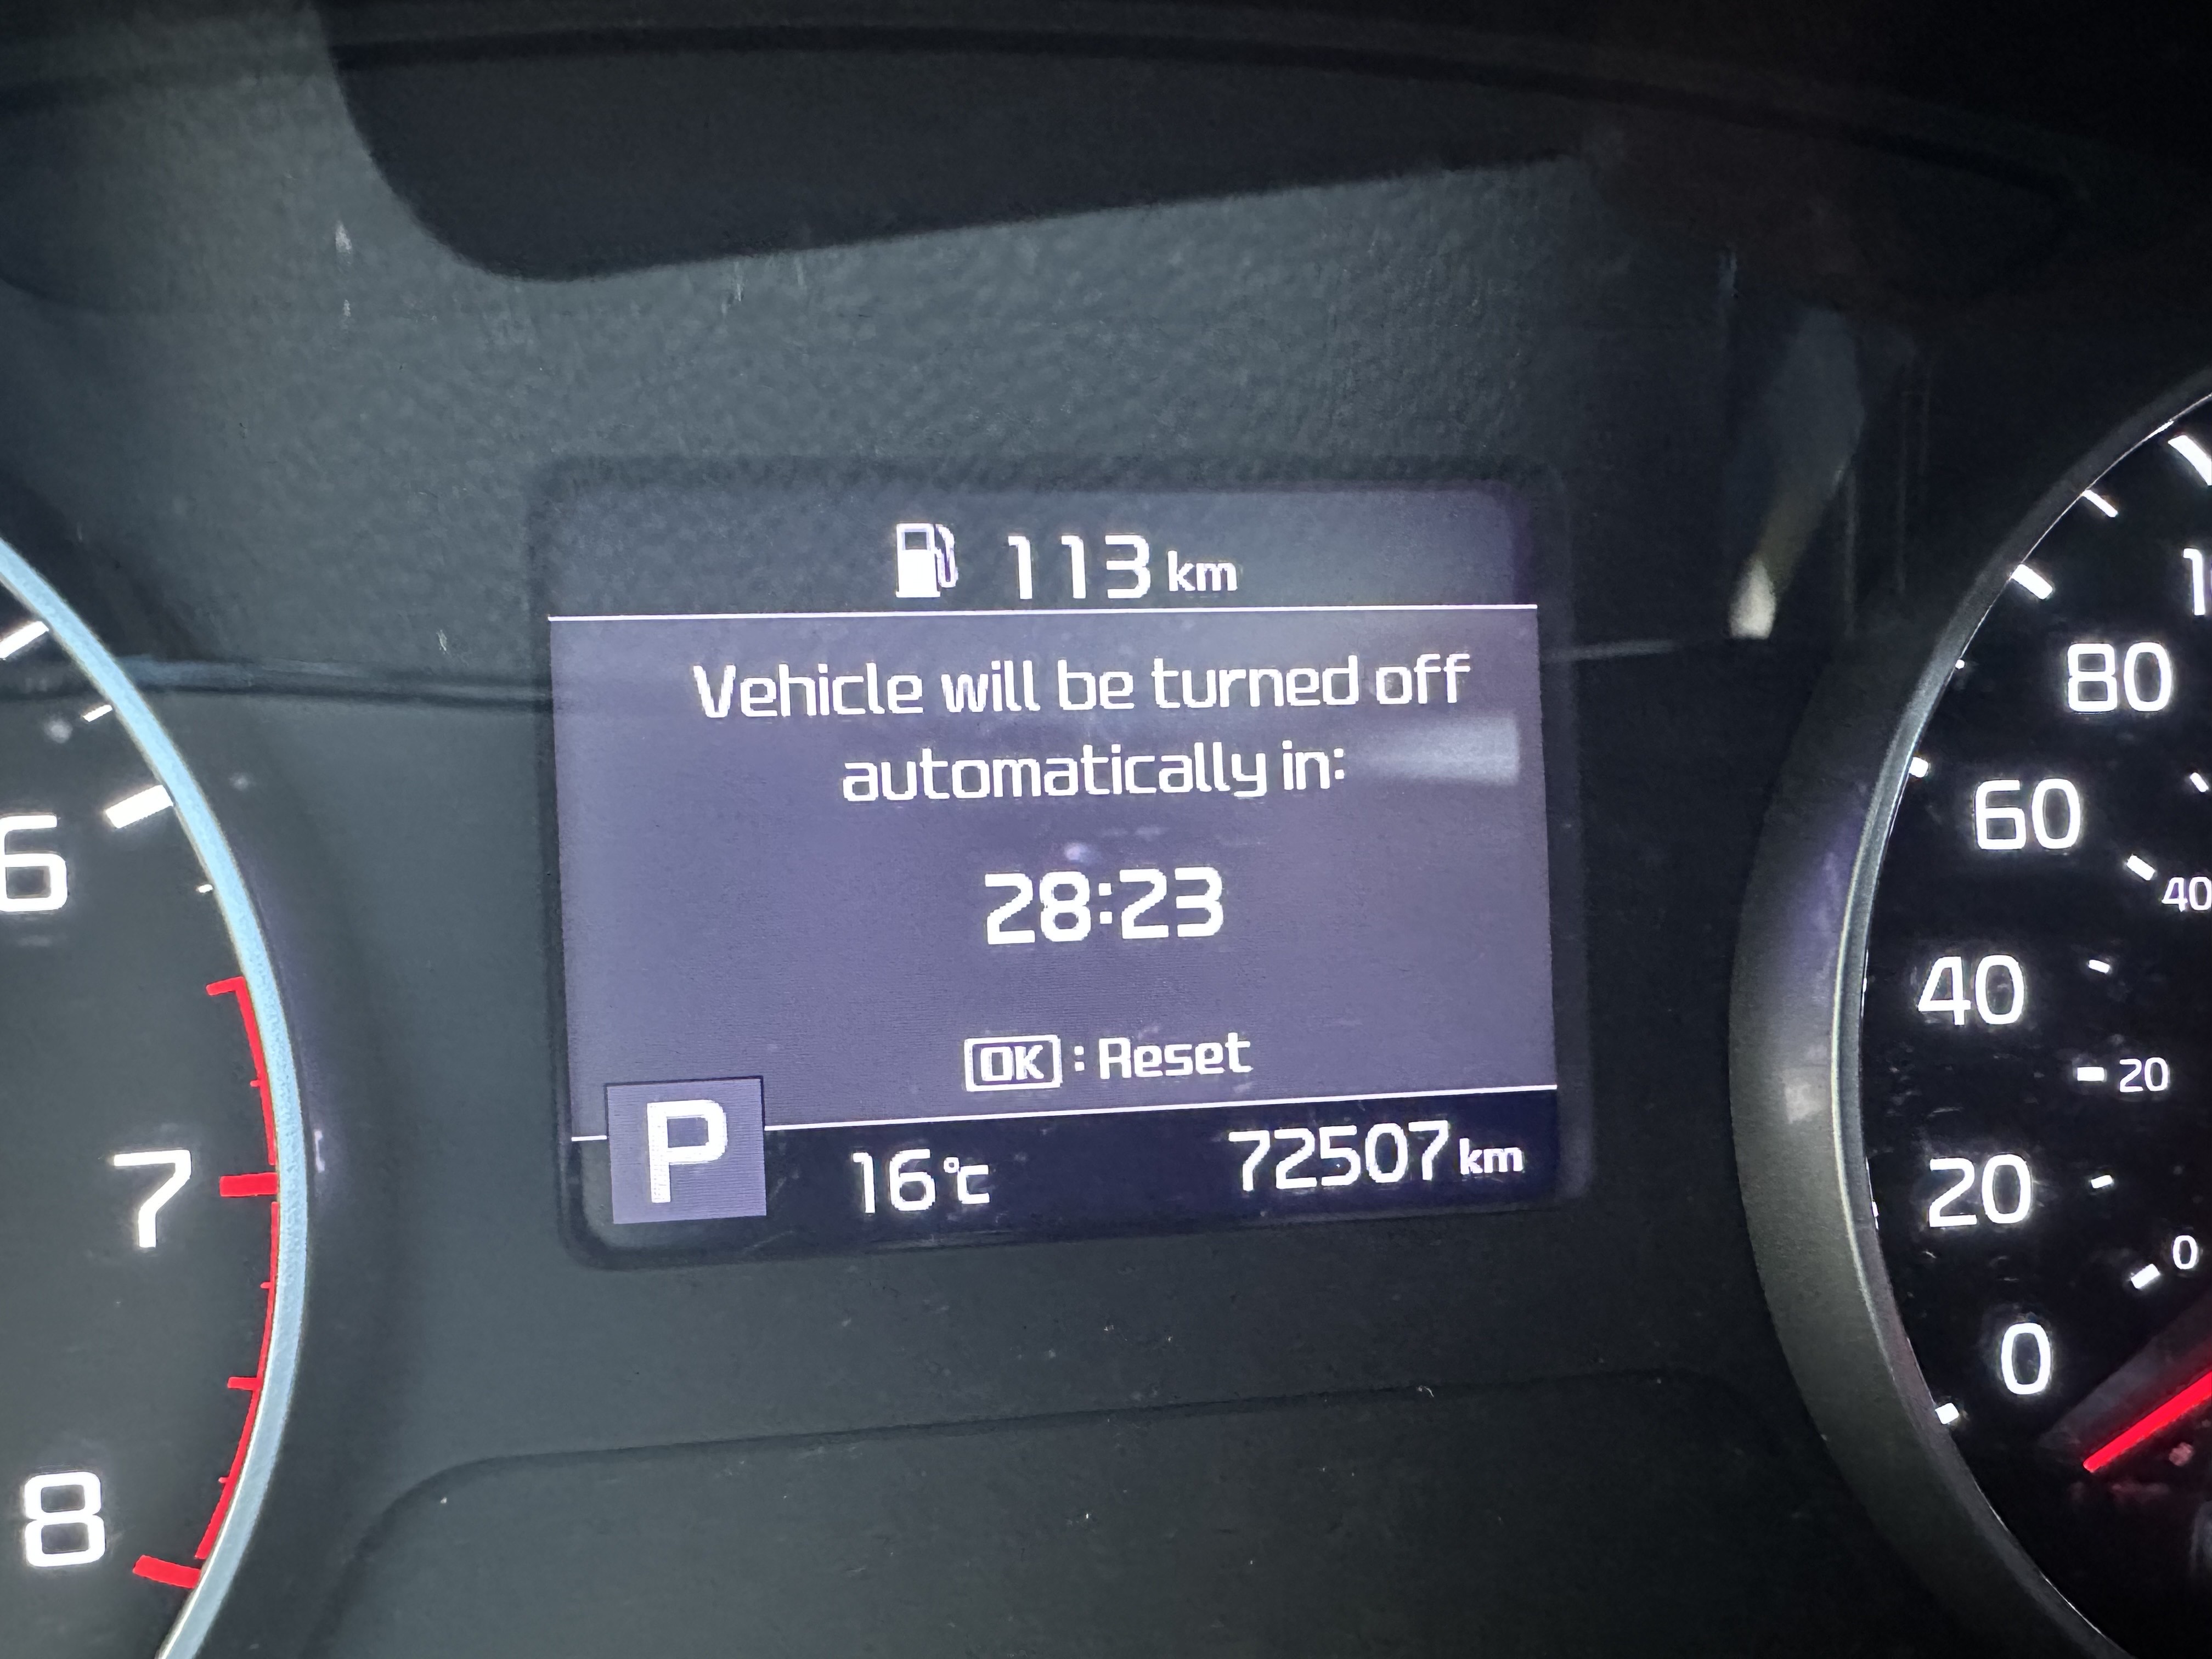 113 km
Vehicle will be turned off
automatically in:
28:23
OK : Reset
P
16°C
72507 km
6
7
8
80
60
40
20
0
40
20
0